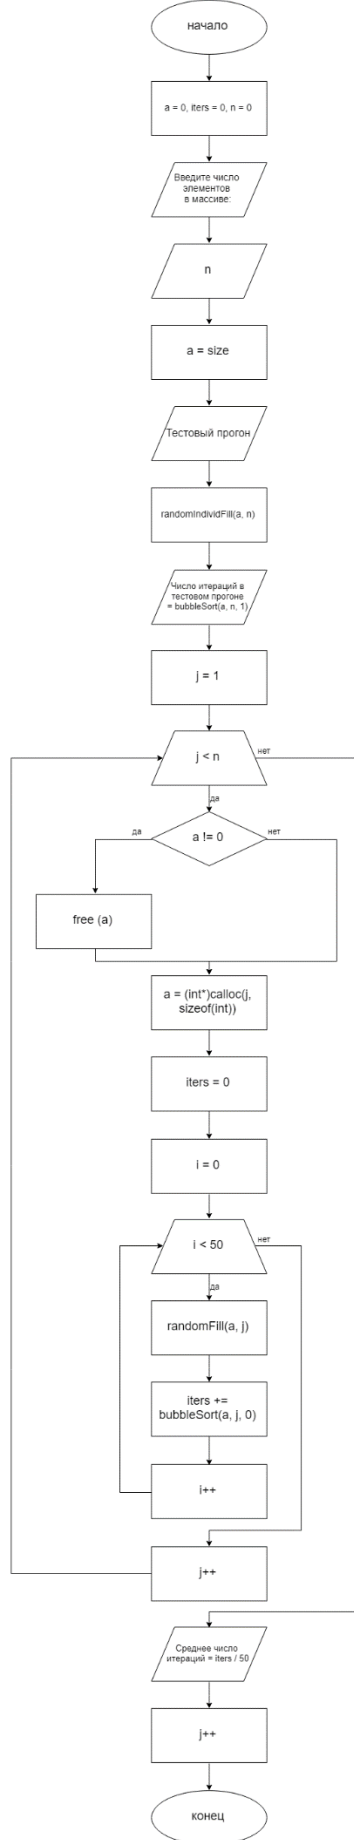 начало
a = 0, iters = 0, n = 0
Введите число
элементов
в массиве:
n
a = size
Тестовый прогон
randomIndividFill(a, n)
Число итераций в
тестовом прогоне
= bubbleSort(a, n, 1)
j = 1
j < n
нет
да
a != 0
да
нет
free (a)
a = (int*)calloc(j,
sizeof(int))
iters = 0
i = 0
i < 50
нет
да
randomFill(a, j)
iters +=
bubbleSort(a, j, 0)
i++
j++
Среднее число
итераций = iters / 50
j++
конец